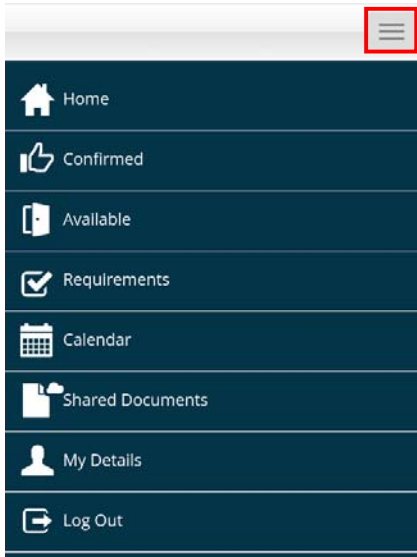 Home
Confirmed
Available
Requirements
Calendar
Shared Documents
My Details
Log Out